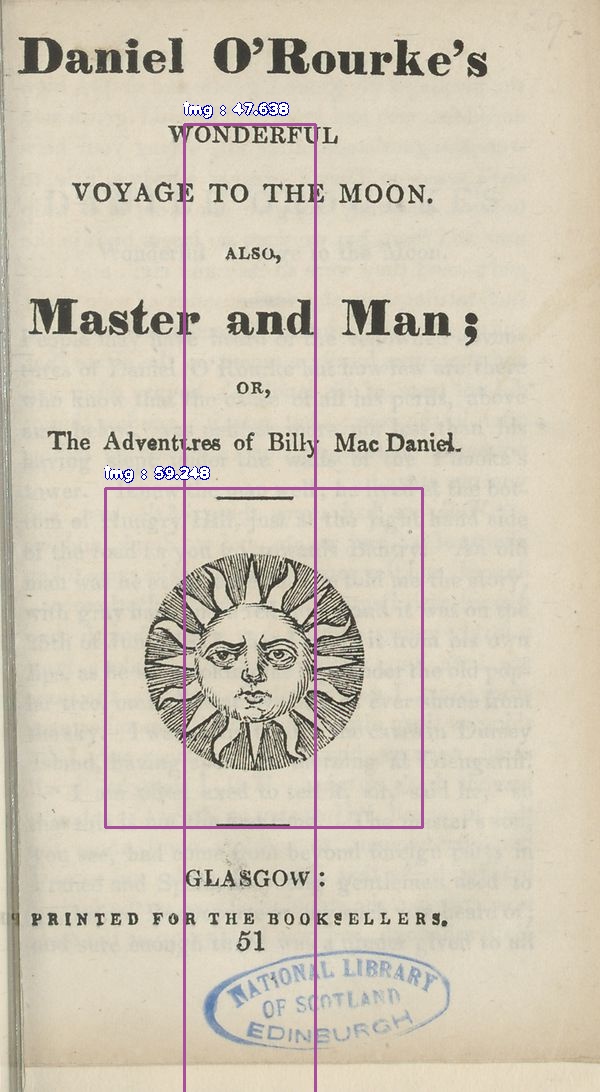 Daniel O'Rourke's
img : 47.638
WONDERFUL
VOYAGE TO THE MOON.
ALSO,
Master and Man;
OR,
The Adventures of Billy Mac Daniel.
img : 59.248
GLASGOW:
PRINTED FOR THE BOOKSELLERS.
51
NATIONAL LIBRARY
OF SCOTLAND
EDINBURGH